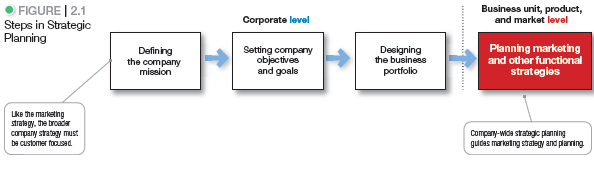 FIGURE | 2.1
Steps in Strategic
Planning
Corporate level
Business unit, product,
and market level
Defining
the company
mission
Setting company
objectives
and goals
Designing
the business
portfolio
Planning marketing
and other functional
strategies
Like the marketing
strategy, the broader
company strategy must
be customer focused.
Company-wide strategic planning
guides marketing strategy and planning.